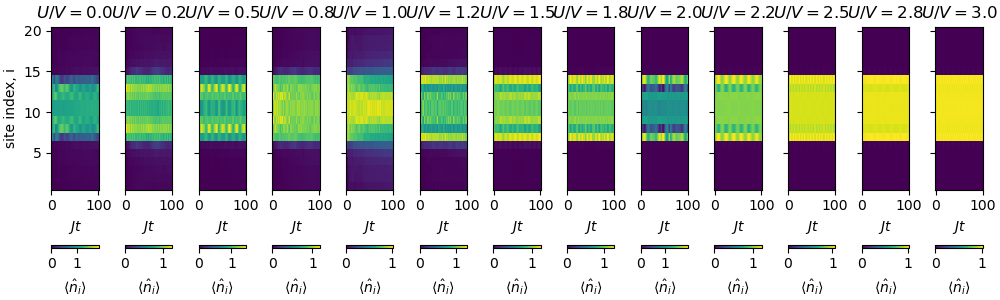 U/V = 0.0 U/V = 0.2 U/V = 0.5 U/V = 0.8 U/V = 1.0 U/V = 1.2 U/V = 1.5 U/V = 1.8 U/V = 2.0 U/V = 2.2 U/V = 2.5 U/V = 2.8 U/V = 3.0
20
15
10
5
site index, i
0 100 0 100 0 100 0 100 0 100 0 100 0 100 0 100 0 100 0 100 0 100 0 100 0 100
Jt Jt Jt Jt Jt Jt Jt Jt Jt Jt Jt Jt Jt
0 1 0 1 0 1 0 1 0 1 0 1 0 1 0 1 0 1 0 1 0 1 0 1 0 1
⟨n̂ᵢ⟩ ⟨n̂ᵢ⟩ ⟨n̂ᵢ⟩ ⟨n̂ᵢ⟩ ⟨n̂ᵢ⟩ ⟨n̂ᵢ⟩ ⟨n̂ᵢ⟩ ⟨n̂ᵢ⟩ ⟨n̂ᵢ⟩ ⟨n̂ᵢ⟩ ⟨n̂ᵢ⟩ ⟨n̂ᵢ⟩ ⟨n̂ᵢ⟩